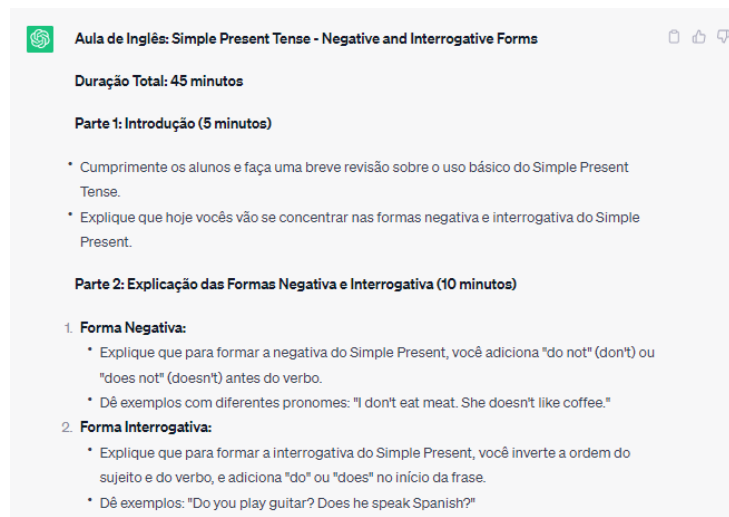 Aula de Inglês: Simple Present Tense - Negative and Interrogative Forms
Duração Total: 45 minutos
Parte 1: Introdução (5 minutos)
• Cumprimente os alunos e faça uma breve revisão sobre o uso básico do Simple Present
Tense.
• Explique que hoje vocês vão se concentrar nas formas negativa e interrogativa do Simple
Present.
Parte 2: Explicação das Formas Negativa e Interrogativa (10 minutos)
1. Forma Negativa:
• Explique que para formar a negativa do Simple Present, você adiciona "do not" (don't) ou
"does not" (doesn't) antes do verbo.
• Dê exemplos com diferentes pronomes: "I don't eat meat. She doesn't like coffee."
2. Forma Interrogativa:
• Explique que para formar a interrogativa do Simple Present, você inverte a ordem do
sujeito e do verbo, e adiciona "do" ou "does" no início da frase.
• Dê exemplos: "Do you play guitar? Does he speak Spanish?"